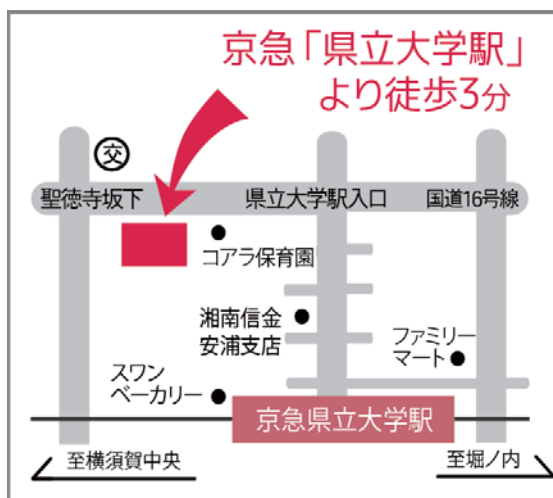 京急「県立大学駅」
より徒歩3分
交
聖徳寺坂下
県立大学駅入口
国道16号線
コアラ保育園
湘南信金
安浦支店
ファミリー
マート
スワン
ベーカリー
京急県立大学駅
至横須賀中央
至堀ノ内